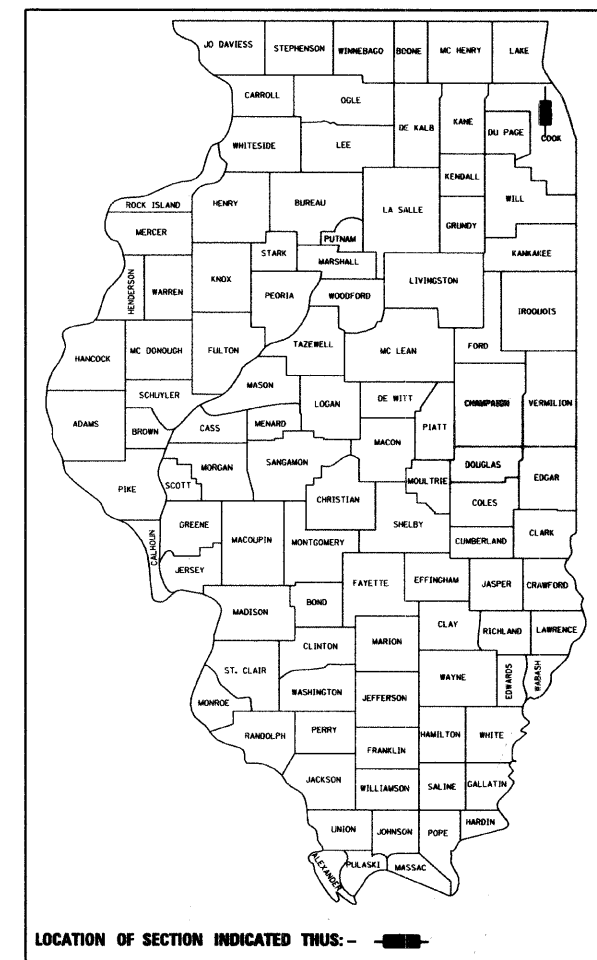 JO DAVIESS
STEPHENSON
WINNEBAGO
BOONE
MC HENRY
LAKE
CARROLL
OGLE
DE KALB
KANE
DU PAGE
COOK
WHITESIDE
LEE
KENDALL
WILL
ROCK ISLAND
HENRY
BUREAU
LA SALLE
GRUNDY
MERCER
PUTNAM
STARK
MARSHALL
KANKAKEE
HENDERSON
WARREN
KNOX
PEORIA
WOODFORD
LIVINGSTON
IROQUOIS
HANCOCK
MC DONOUGH
FULTON
TAZEWELL
MC LEAN
FORD
MASON
SCHUYLER
LOGAN
DE WITT
CHAMPAIGN
VERMILION
ADAMS
BROWN
CASS
MENARD
MACON
PIATT
SANGAMON
DOUGLAS
MORGAN
MOULTRIE
EDGAR
PIKE
SCOTT
CHRISTIAN
COLES
SHELBY
GREENE
MACOUPIN
MONTGOMERY
CUMBERLAND
CLARK
CALHOUN
JERSEY
FAYETTE
EFFINGHAM
JASPER
CRAWFORD
MADISON
BOND
CLAY
RICHLAND
LAWRENCE
CLINTON
MARION
ST. CLAIR
WAYNE
EDWARDS
WABASH
WASHINGTON
JEFFERSON
MONROE
RANDOLPH
PERRY
HAMILTON
WHITE
FRANKLIN
JACKSON
WILLIAMSON
SALINE
GALLATIN
UNION
JOHNSON
POPE
HARDIN
ALEXANDER
PULASKI
MASSAC
LOCATION OF SECTION INDICATED THUS: -